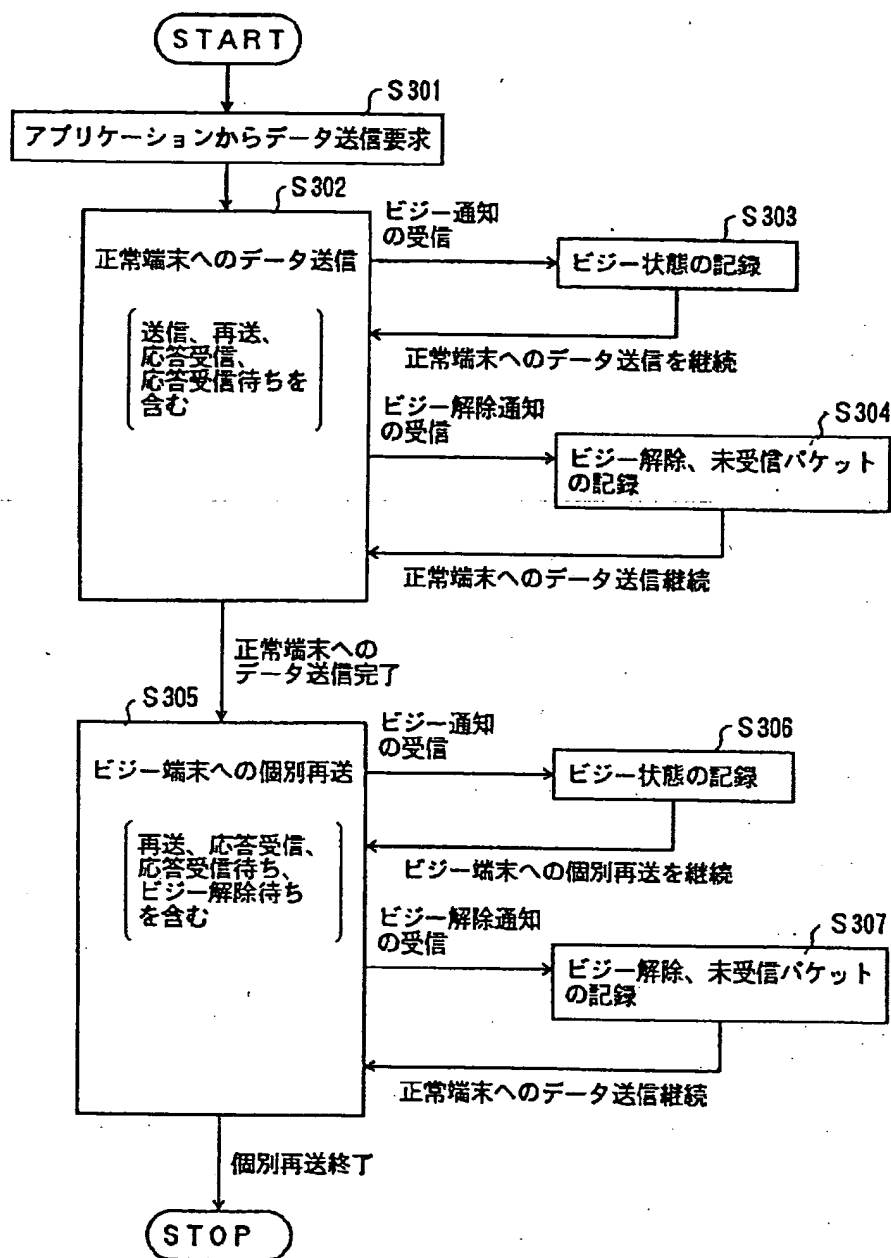 START
S301
アプリケーションからデータ送信要求
S302
正常端末へのデータ送信
送信、再送、
応答受信、
応答受信待ちを
含む
ビジー通知
の受信
S303
ビジー状態の記録
正常端末へのデータ送信を継続
ビジー解除通知
の受信
S304
ビジー解除、未受信パケット
の記録
正常端末へのデータ送信継続
正常端末への
データ送信完了
S305
ビジー端末への個別再送
再送、応答受信、
応答受信待ち、
ビジー解除待ち
を含む
ビジー通知
の受信
S306
ビジー状態の記録
ビジー端末への個別再送を継続
ビジー解除通知
の受信
S307
ビジー解除、未受信パケット
の記録
正常端末へのデータ送信継続
個別再送終了
STOP